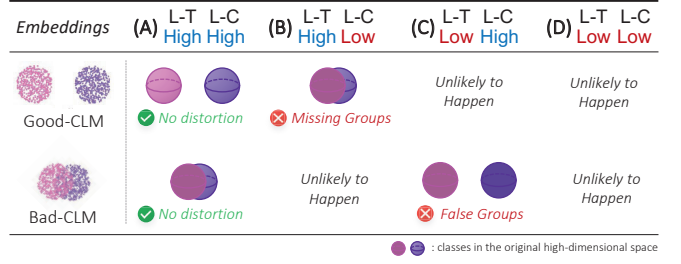 Embeddings
(A) L-T L-C
High High
(B) L-T L-C
High Low
(C) L-T L-C
Low High
(D) L-T L-C
Low Low
Good-CLM
No distortion
Missing Groups
Unlikely to
Happen
Unlikely to
Happen
Bad-CLM
No distortion
Unlikely to
Happen
False Groups
Unlikely to
Happen
: classes in the original high-dimensional space